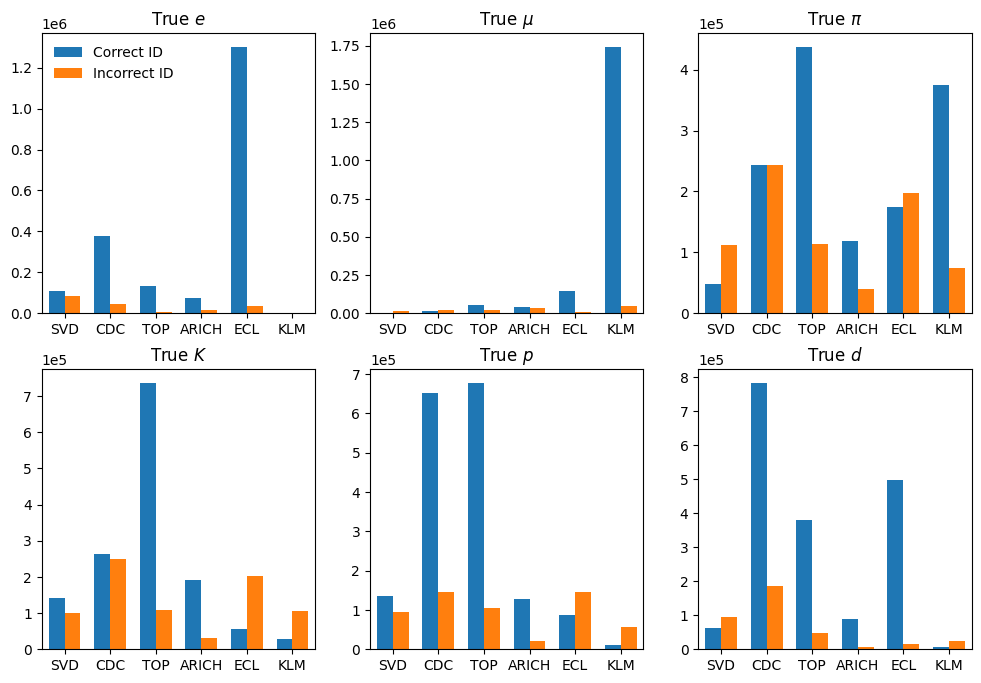 True e
1e6
Correct ID
Incorrect ID
1.2
1.0
0.8
0.6
0.4
0.2
0.0
SVD CDC TOP ARICH ECL KLM
True μ
1e6
1.75
1.50
1.25
1.00
0.75
0.50
0.25
0.00
SVD CDC TOP ARICH ECL KLM
True π
1e5
4
3
2
1
0
SVD CDC TOP ARICH ECL KLM
True K
1e5
7
6
5
4
3
2
1
0
SVD CDC TOP ARICH ECL KLM
True p
1e5
7
6
5
4
3
2
1
0
SVD CDC TOP ARICH ECL KLM
True d
1e5
8
7
6
5
4
3
2
1
0
SVD CDC TOP ARICH ECL KLM